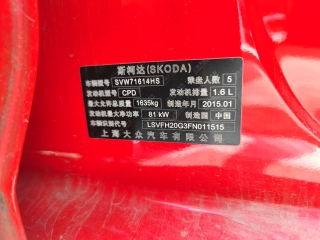 斯柯达(SKODA)
车辆型号 SVW71614HS 乘坐人数 5
发动机型号 CPD 发动机排量 1.6 L
最大允许总质量 1635kg 制造年月 2015.01
发动机最大净功率 81 kW 制造国 中国
车辆识别代号 LSVFH20G3FN011515
上海大众汽车有限公司